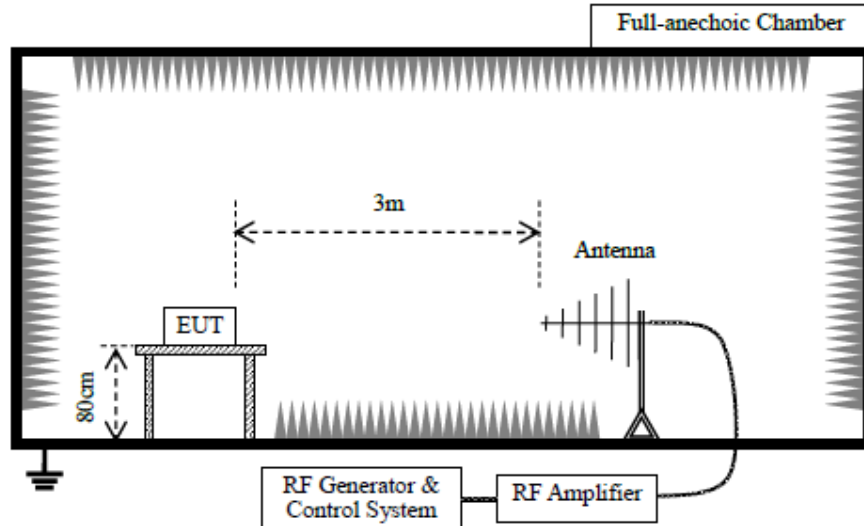 Full-anechoic Chamber
3m
Antenna
EUT
80cm
RF Generator &
Control System
RF Amplifier